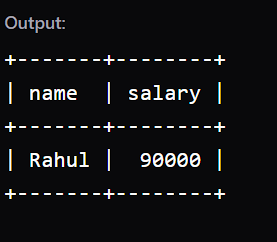 Output:
+-------+--------+
| name  | salary |
+-------+--------+
| Rahul |  90000 |
+-------+--------+